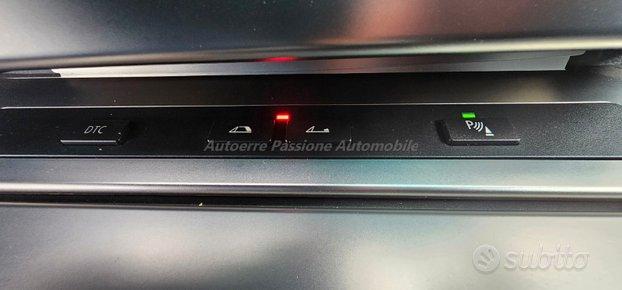 DTC
P
Autoerre Passione Automobile
subito